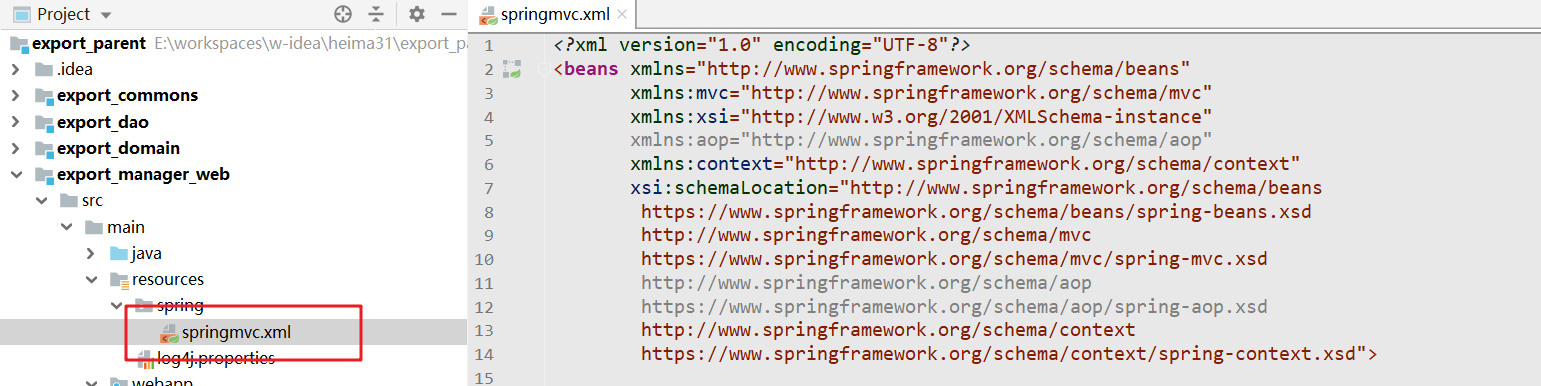 Project
export_parent E:\workspaces\w-idea\heima31\export_pa
.idea
export_commons
export_dao
export_domain
export_manager_web
src
main
java
resources
spring
springmvc.xml
log4j.properties
webapp
springmvc.xml
1 <?xml version="1.0" encoding="UTF-8"?>
2 <beans xmlns="http://www.springframework.org/schema/beans"
3 xmlns:mvc="http://www.springframework.org/schema/mvc"
4 xmlns:xsi="http://www.w3.org/2001/XMLSchema-instance"
5 xmlns:aop="http://www.springframework.org/schema/aop"
6 xmlns:context="http://www.springframework.org/schema/context"
7 xsi:schemaLocation="http://www.springframework.org/schema/beans
8 https://www.springframework.org/schema/beans/spring-beans.xsd
9 http://www.springframework.org/schema/mvc
10 https://www.springframework.org/schema/mvc/spring-mvc.xsd
11 http://www.springframework.org/schema/aop
12 https://www.springframework.org/schema/aop/spring-aop.xsd
13 http://www.springframework.org/schema/context
14 https://www.springframework.org/schema/context/spring-context.xsd">
15